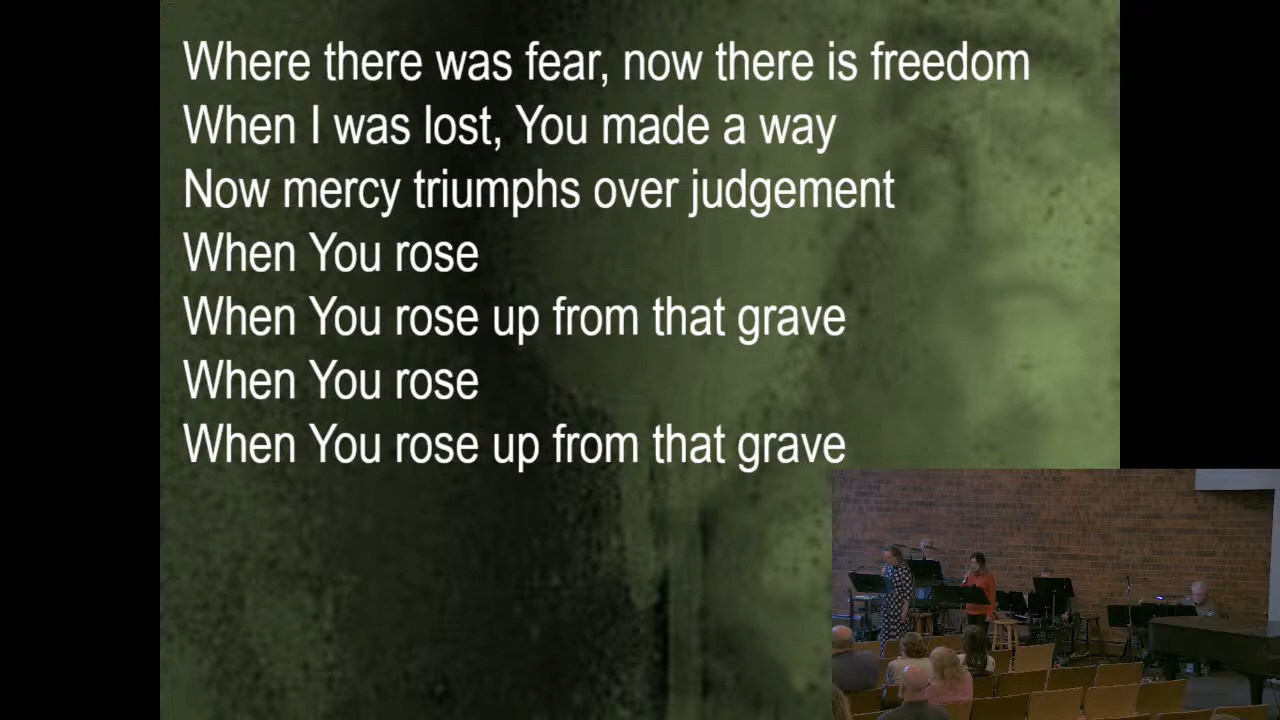 Where there was fear, now there is freedom
When I was lost, You made a way
Now mercy triumphs over judgement
When You rose
When You rose up from that grave
When You rose
When You rose up from that grave